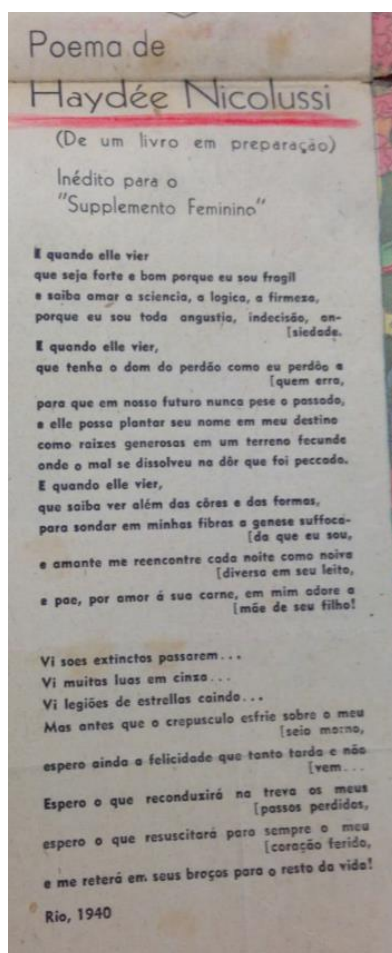 Poema de
Haydée Nicolussi
(De um livro em preparação)
Inédito para o
"Supplemento Feminino"
E quando elle vier
que seja forte e bom porque eu sou fragil
e saiba amar a sciencia, a logica, a firmeza,
porque eu sou toda angustia, indecisão, an-
[siedade.
E quando elle vier,
que tenha o dom do perdão como eu perdôo a
[quem erra,
para que em nosso futuro nunca pese o passado,
e elle possa plantar seu nome em meu destino
como raizes generosas em um terreno fecundo
onde o mal se dissolveu na dôr que foi peccado.
E quando elle vier,
que saiba ver além das côres e das formas,
para sondar em minhas fibras a genese suffoca-
[da que eu sou,
e amante me reencontre cada noite como noiva
[diversa em seu leito,
e pae, por amor á sua carne, em mim adore a
[mãe de seu filho!
Vi soes extinctos passarem...
Vi muitas luas em cinza...
Vi legiões de estrellas caindo...
Mas antes que o crepusculo esfrie sobre o meu
[seio morno,
espero ainda a felicidade que tanto tarda e não
[vem...
Espero o que reconduzirá na treva os meus
[passos perdidos,
espero o que resuscitará para sempre o meu
[coração ferido,
e me reterá em seus braços para o resto da vida!
Rio, 1940